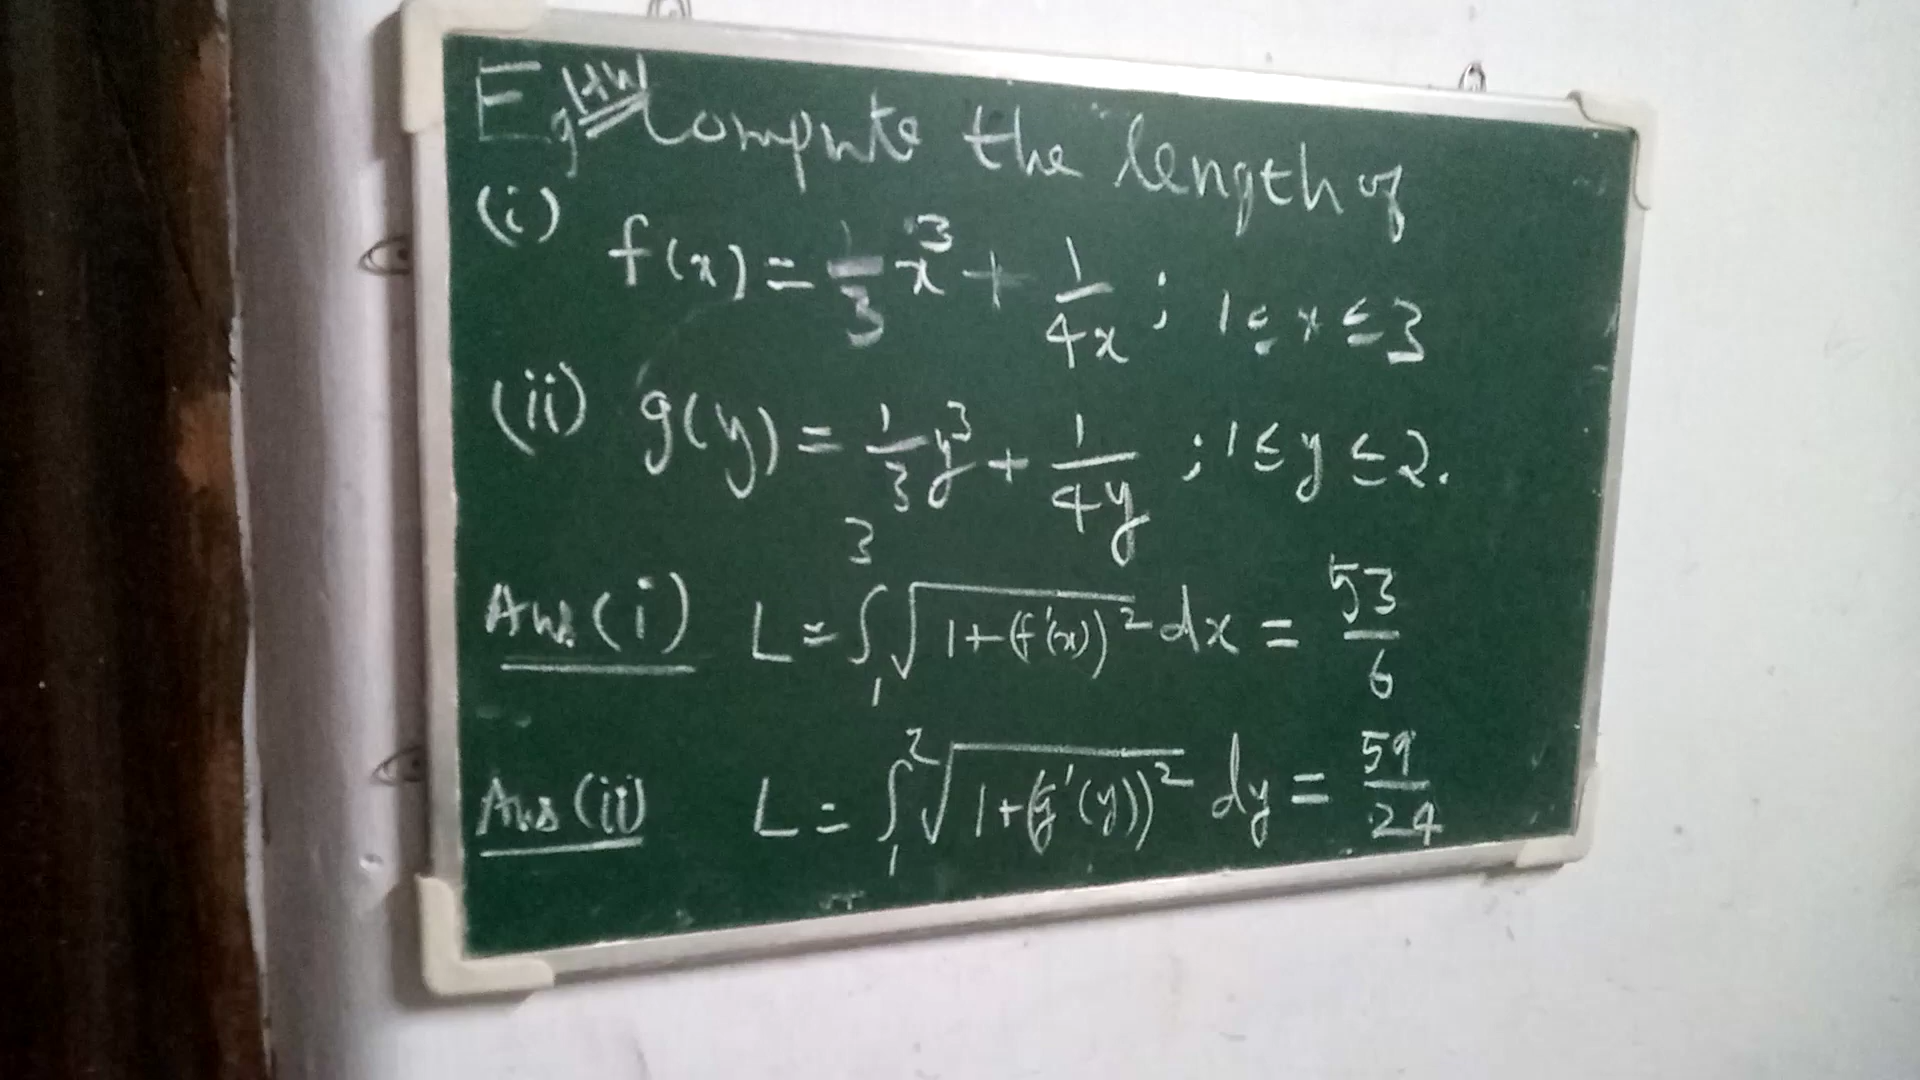 Eg HW Compute the length of
(i) f(x) = 1/3 x³ + 1/4x ; 1 ≤ x ≤ 3
(ii) g(y) = 1/3 y³ + 1/4y ; 1 ≤ y ≤ 2.
Ans (i) L = ∫₁³ √(1+(f'(x))²) dx = 53/6
Ans (ii) L = ∫₁² √(1+(g'(y))²) dy = 59/24